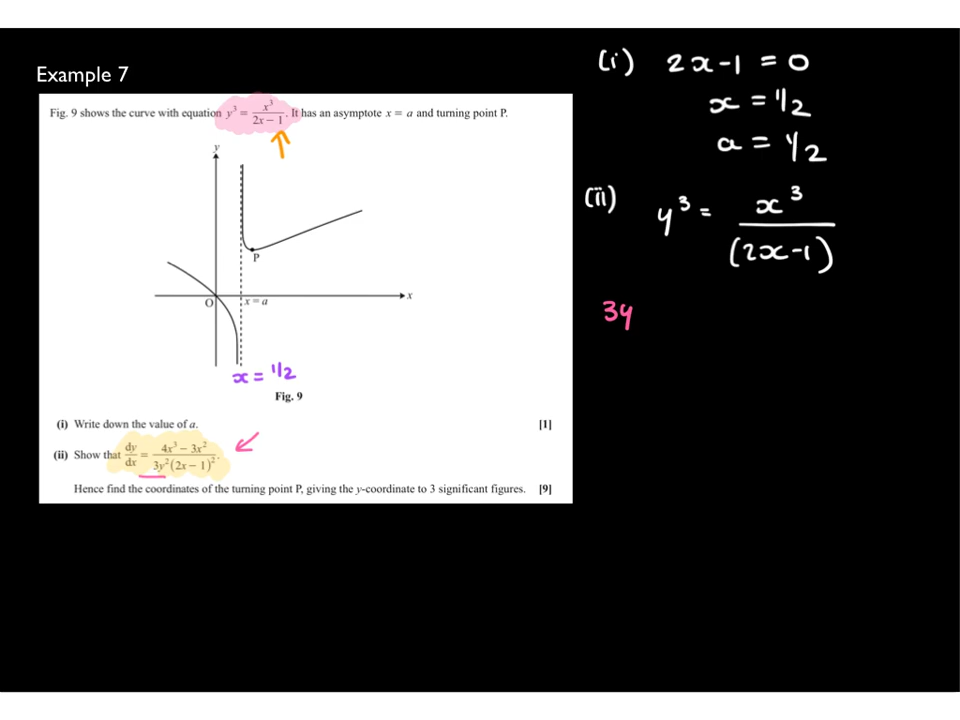 Example 7
Fig. 9 shows the curve with equation y³ = x³/(2x − 1). It has an asymptote x = a and turning point P.
y
P
O
x = a
x
x = 1/2
Fig. 9
(i) Write down the value of a. [1]
(ii) Show that dy/dx = (4x³ − 3x²)/(3y²(2x − 1)²).
Hence find the coordinates of the turning point P, giving the y-coordinate to 3 significant figures. [9]
(i) 2x-1 = 0
x = 1/2
a = 1/2
(ii) y³ = x³/(2x-1)
3y